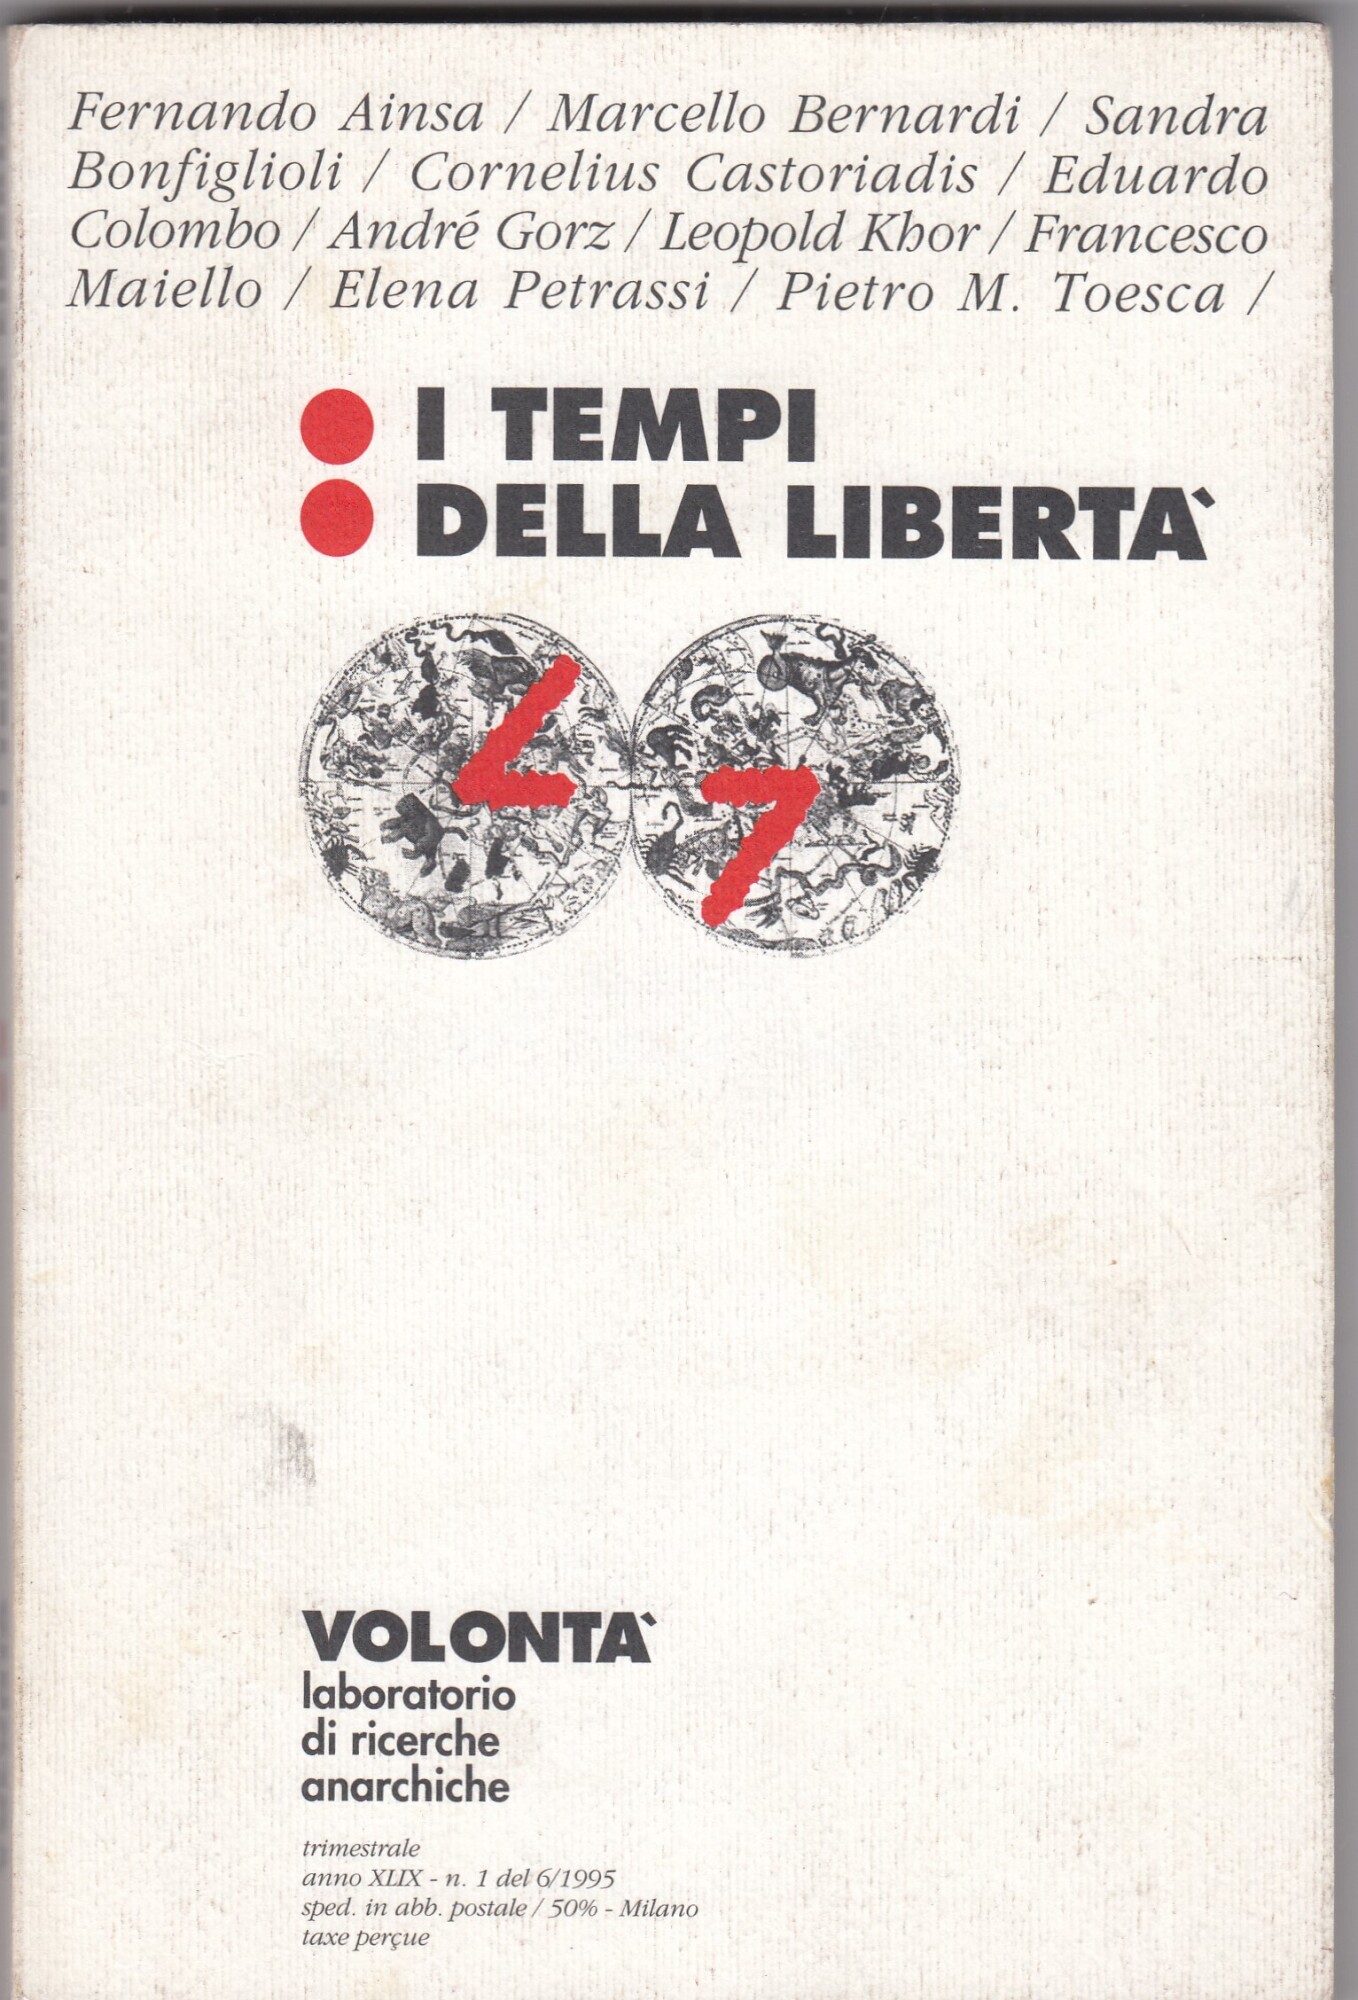 Fernando Ainsa / Marcello Bernardi / Sandra
Bonfiglioli / Cornelius Castoriadis / Eduardo
Colombo / André Gorz / Leopold Khor / Francesco
Maiello / Elena Petrassi / Pietro M. Toesca /
I TEMPI
DELLA LIBERTA`
VOLONTA`
laboratorio
di ricerche
anarchiche
trimestrale
anno XLIX - n. 1 del 6/1995
sped. in abb. postale / 50% - Milano
taxe perçue